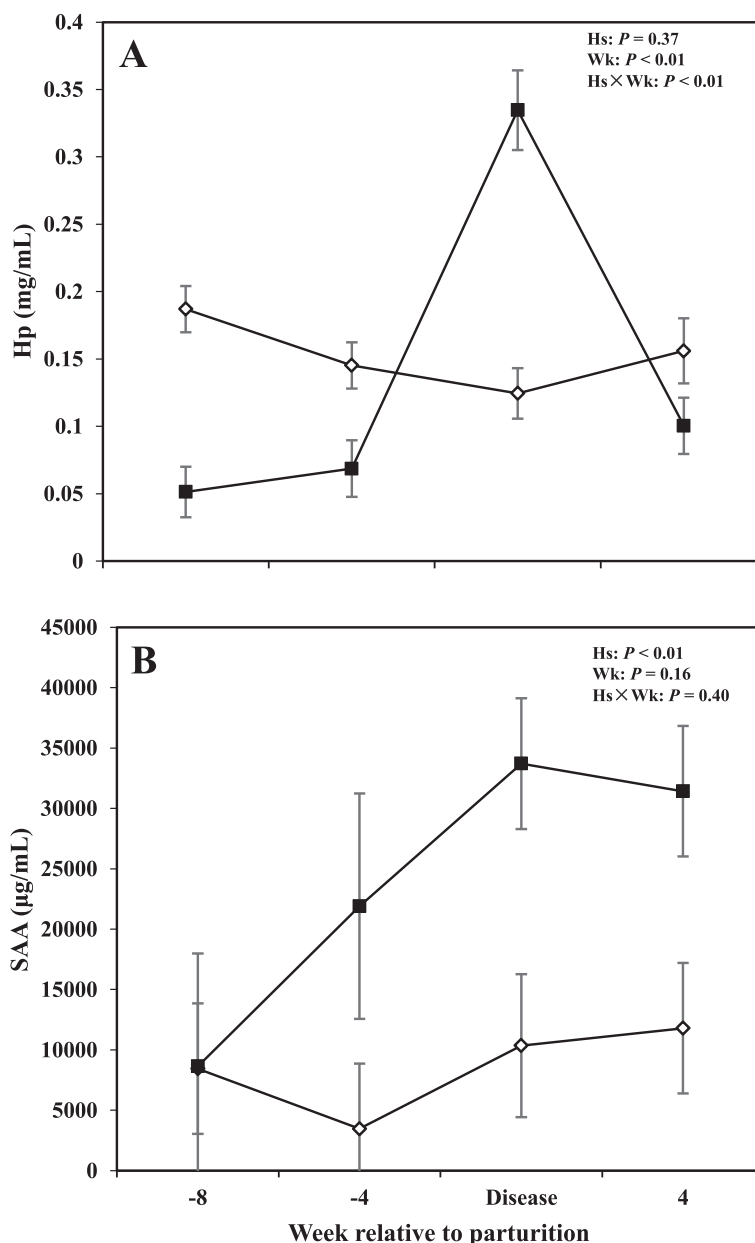 A
Hs: P = 0.37
Wk: P < 0.01
Hs×Wk: P < 0.01
0.4
0.35
0.3
0.25
0.2
0.15
0.1
0.05
0
Hp (mg/mL)
B
Hs: P < 0.01
Wk: P = 0.16
Hs×Wk: P = 0.40
45000
40000
35000
30000
25000
20000
15000
10000
5000
0
SAA (µg/mL)
-8 -4 Disease 4
Week relative to parturition